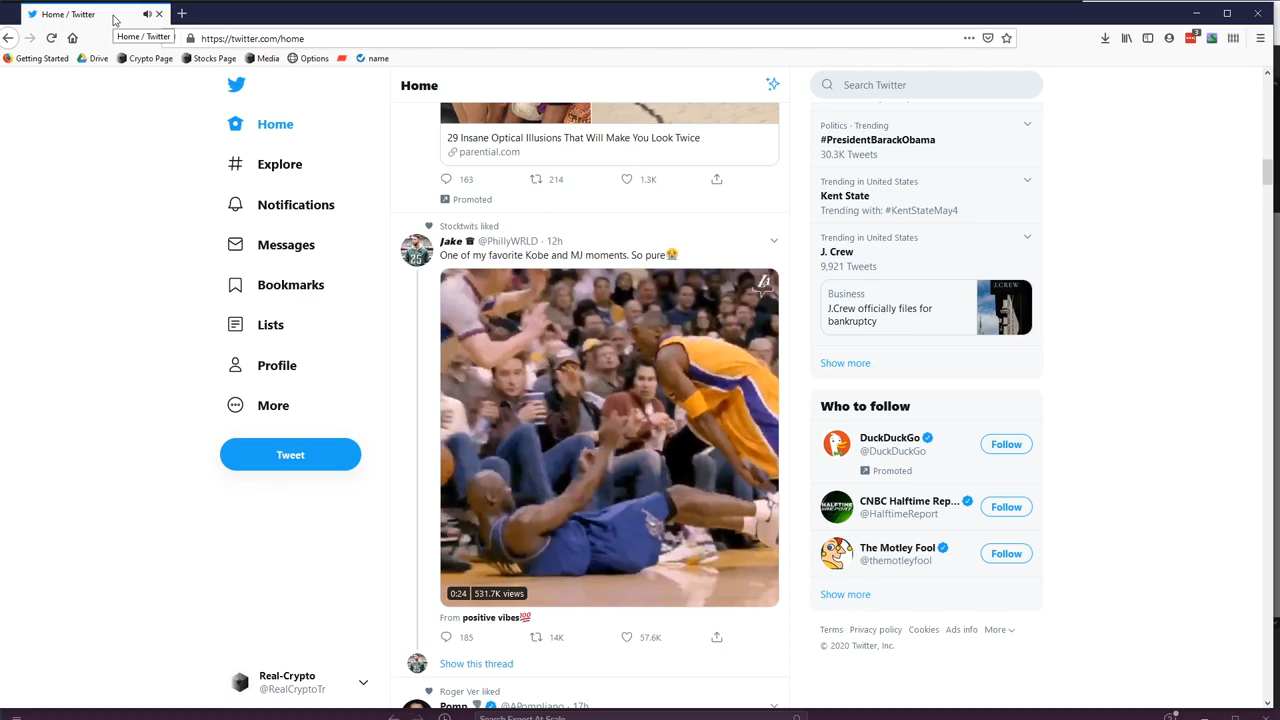 Home / Twitter
Home / Twitter
https://twitter.com/home
3
Getting Started
Drive
Crypto Page
Stocks Page
Media
Options
name
Home
Explore
Notifications
Messages
Bookmarks
Lists
Profile
More
Tweet
Real-Crypto
@RealCryptoTr
Home
29 Insane Optical Illusions That Will Make You Look Twice
parential.com
163
214
1.3K
Promoted
Stocktwits liked
Jake @PhillyWRLD · 12h
One of my favorite Kobe and MJ moments. So pure😭
0:24 531.7K views
From positive vibes💯
185
14K
57.6K
Show this thread
Roger Ver liked
Pomp @APompliano · 17h
Search Twitter
Politics · Trending
#PresidentBarackObama
30.3K Tweets
Trending in United States
Kent State
Trending with: #KentStateMay4
Trending in United States
J. Crew
9,921 Tweets
Business
J.Crew officially files for
bankruptcy
J.CREW
Show more
Who to follow
DuckDuckGo
@DuckDuckGo
Follow
Promoted
CNBC Halftime Rep...
@HalftimeReport
Follow
The Motley Fool
@themotleyfool
Follow
Show more
Terms Privacy policy Cookies Ads info More
© 2020 Twitter, Inc.